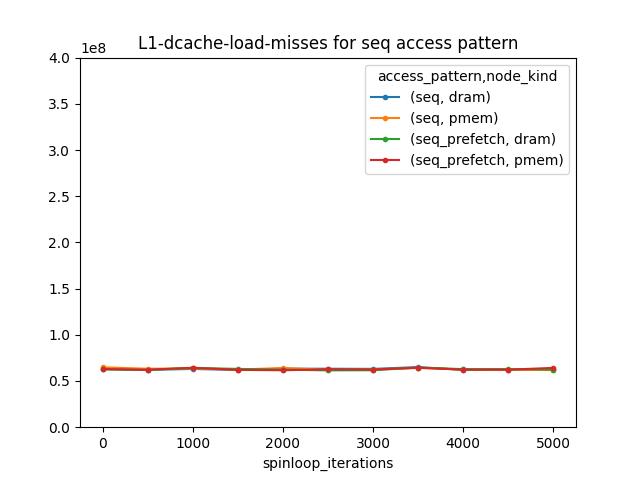 L1-dcache-load-misses for seq access pattern
1e8
4.0
3.5
3.0
2.5
2.0
1.5
1.0
0.5
0.0
access_pattern,node_kind
(seq, dram)
(seq, pmem)
(seq_prefetch, dram)
(seq_prefetch, pmem)
0 1000 2000 3000 4000 5000
spinloop_iterations